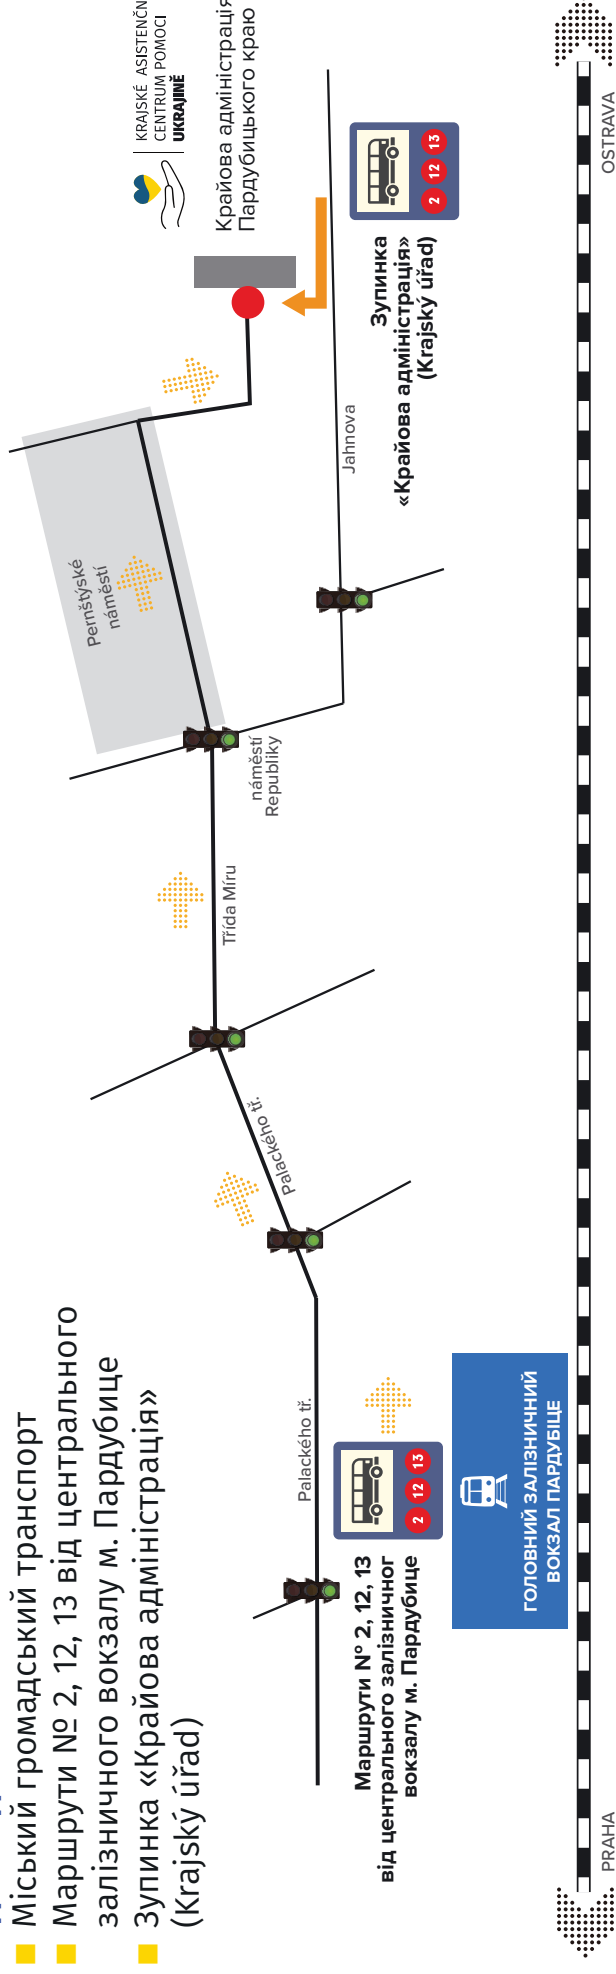 Міський громадський транспорт
Маршрути № 2, 12, 13 від центрального
залізничного вокзалу м. Пардубице
Зупинка «Крайова адміністрація»
(Krajský úřad)
Palackého tř.
Маршрути N° 2, 12, 13
від центрального залізничног
вокзалу м. Пардубице
2 12 13
ГОЛОВНИЙ ЗАЛІЗНИЧНИЙ
ВОКЗАЛ ПАРДУБІЦЕ
Palackého tř.
Třída Míru
náměstí
Republiky
Pernštýské
náměstí
Jahnova
Зупинка
«Крайова адміністрація»
(Krajský úřad)
2 12 13
KRAJSKÉ ASISTENČN
CENTRUM POMOCI
UKRAJINĚ
Крайова адміністрація
Пардубицького краю
PRAHA
OSTRAVA